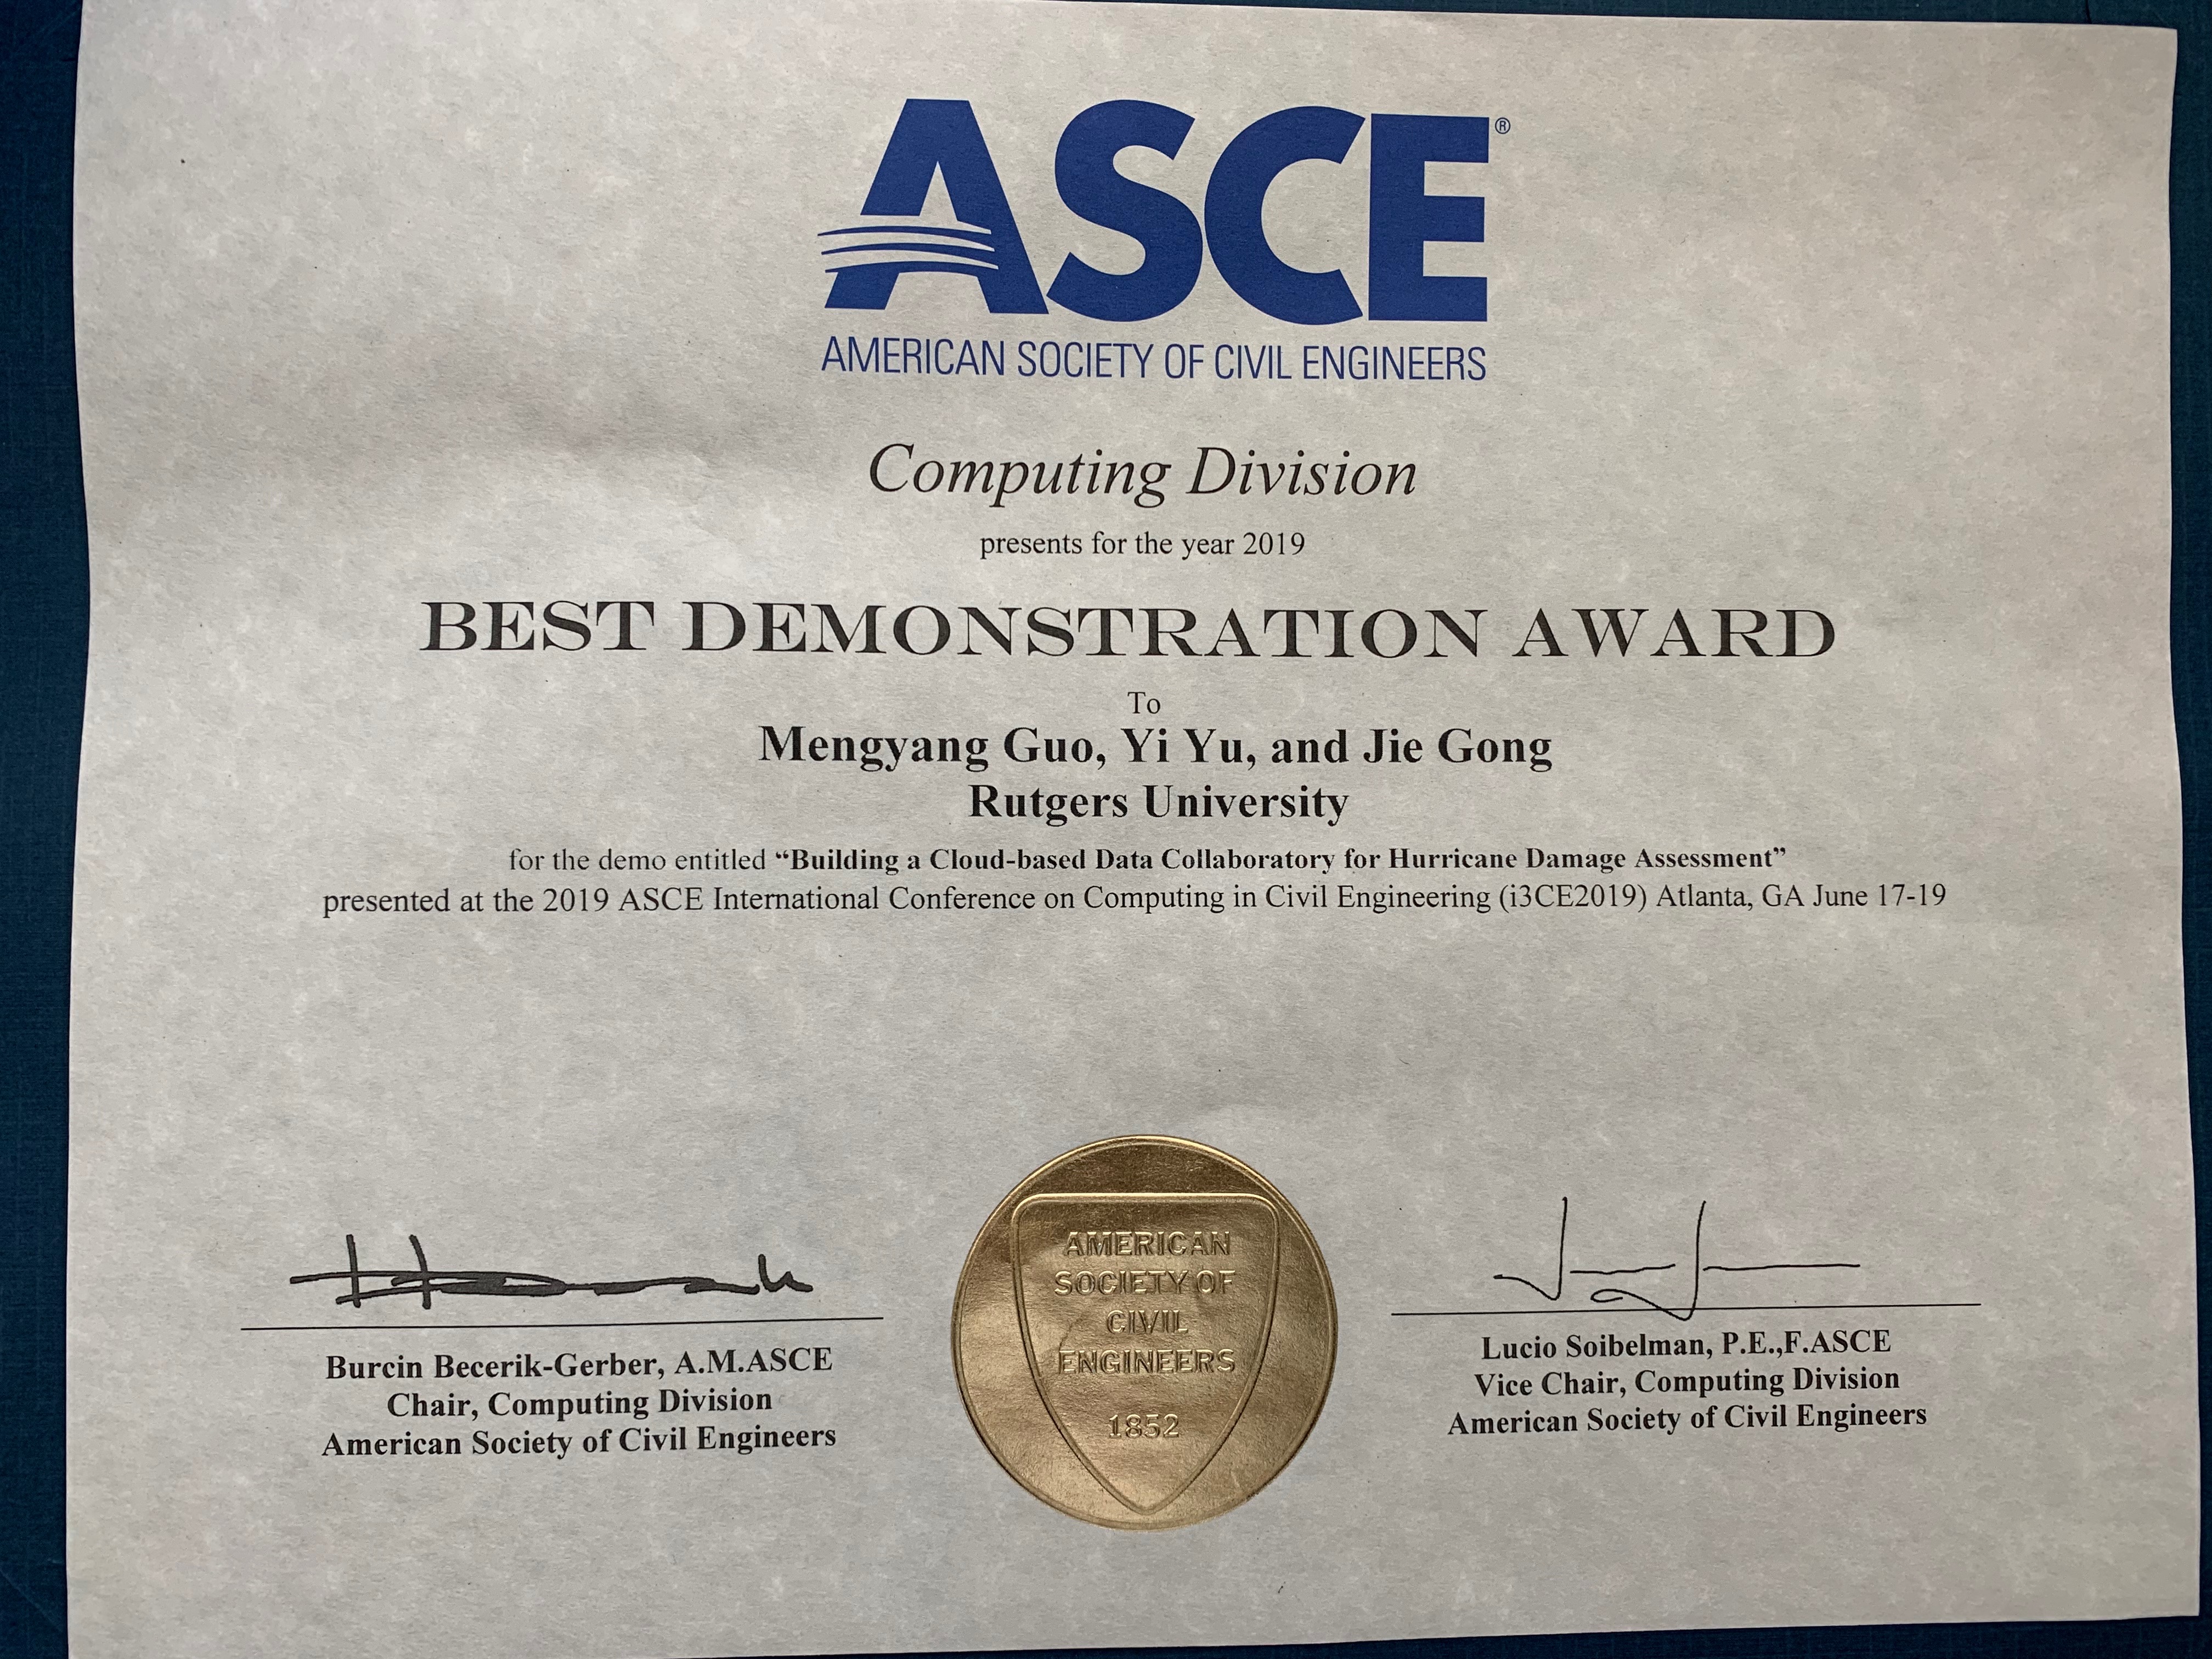 ASCE®
AMERICAN SOCIETY OF CIVIL ENGINEERS
Computing Division
presents for the year 2019
BEST DEMONSTRATION AWARD
To
Mengyang Guo, Yi Yu, and Jie Gong
Rutgers University
for the demo entitled “Building a Cloud-based Data Collaboratory for Hurricane Damage Assessment”
presented at the 2019 ASCE International Conference on Computing in Civil Engineering (i3CE2019) Atlanta, GA June 17-19
Burcin Becerik-Gerber, A.M.ASCE
Chair, Computing Division
American Society of Civil Engineers
AMERICAN
SOCIETY OF
CIVIL
ENGINEERS
1852
Lucio Soibelman, P.E.,F.ASCE
Vice Chair, Computing Division
American Society of Civil Engineers